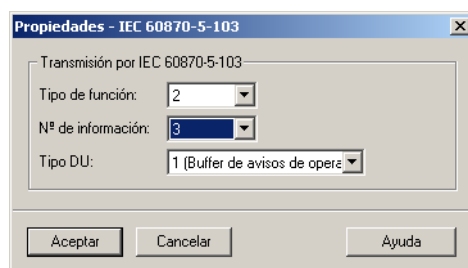 Propiedades - IEC 60870-5-103
Transmisión por IEC 60870-5-103
Tipo de función: 2
Nº de información: 3
Tipo DU: 1 (Buffer de avisos de opera
Aceptar Cancelar Ayuda